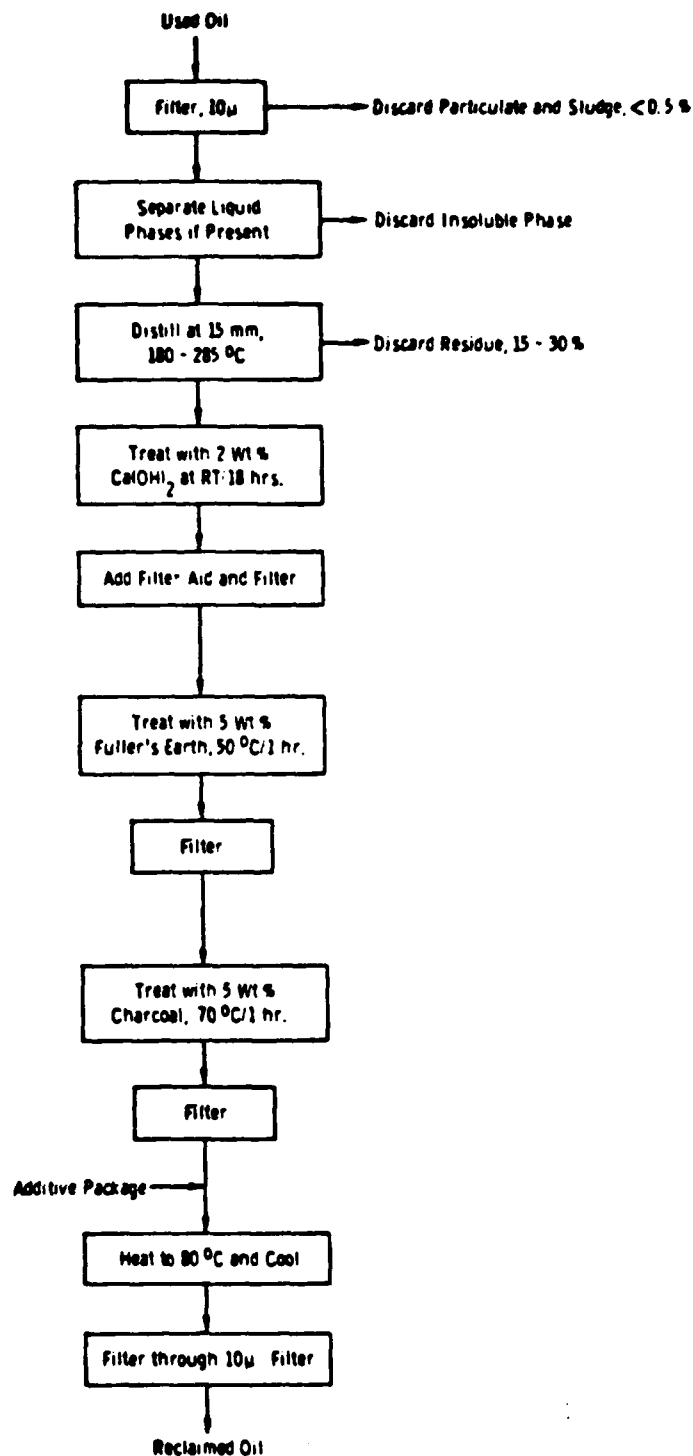 Used Oil
Filter, 10μ
Discard Particulate and Sludge, <0.5 %
Separate Liquid
Phases if Present
Discard Insoluble Phase
Distill at 15 mm,
180 - 285 °C
Discard Residue, 15 - 30 %
Treat with 2 Wt %
Ca(OH)2 at RT/18 hrs.
Add Filter Aid and Filter
Treat with 5 Wt %
Fuller's Earth, 50 °C/1 hr.
Filter
Treat with 5 Wt %
Charcoal, 70 °C/1 hr.
Filter
Additive Package
Heat to 80 °C and Cool
Filter through 10μ Filter
Reclaimed Oil